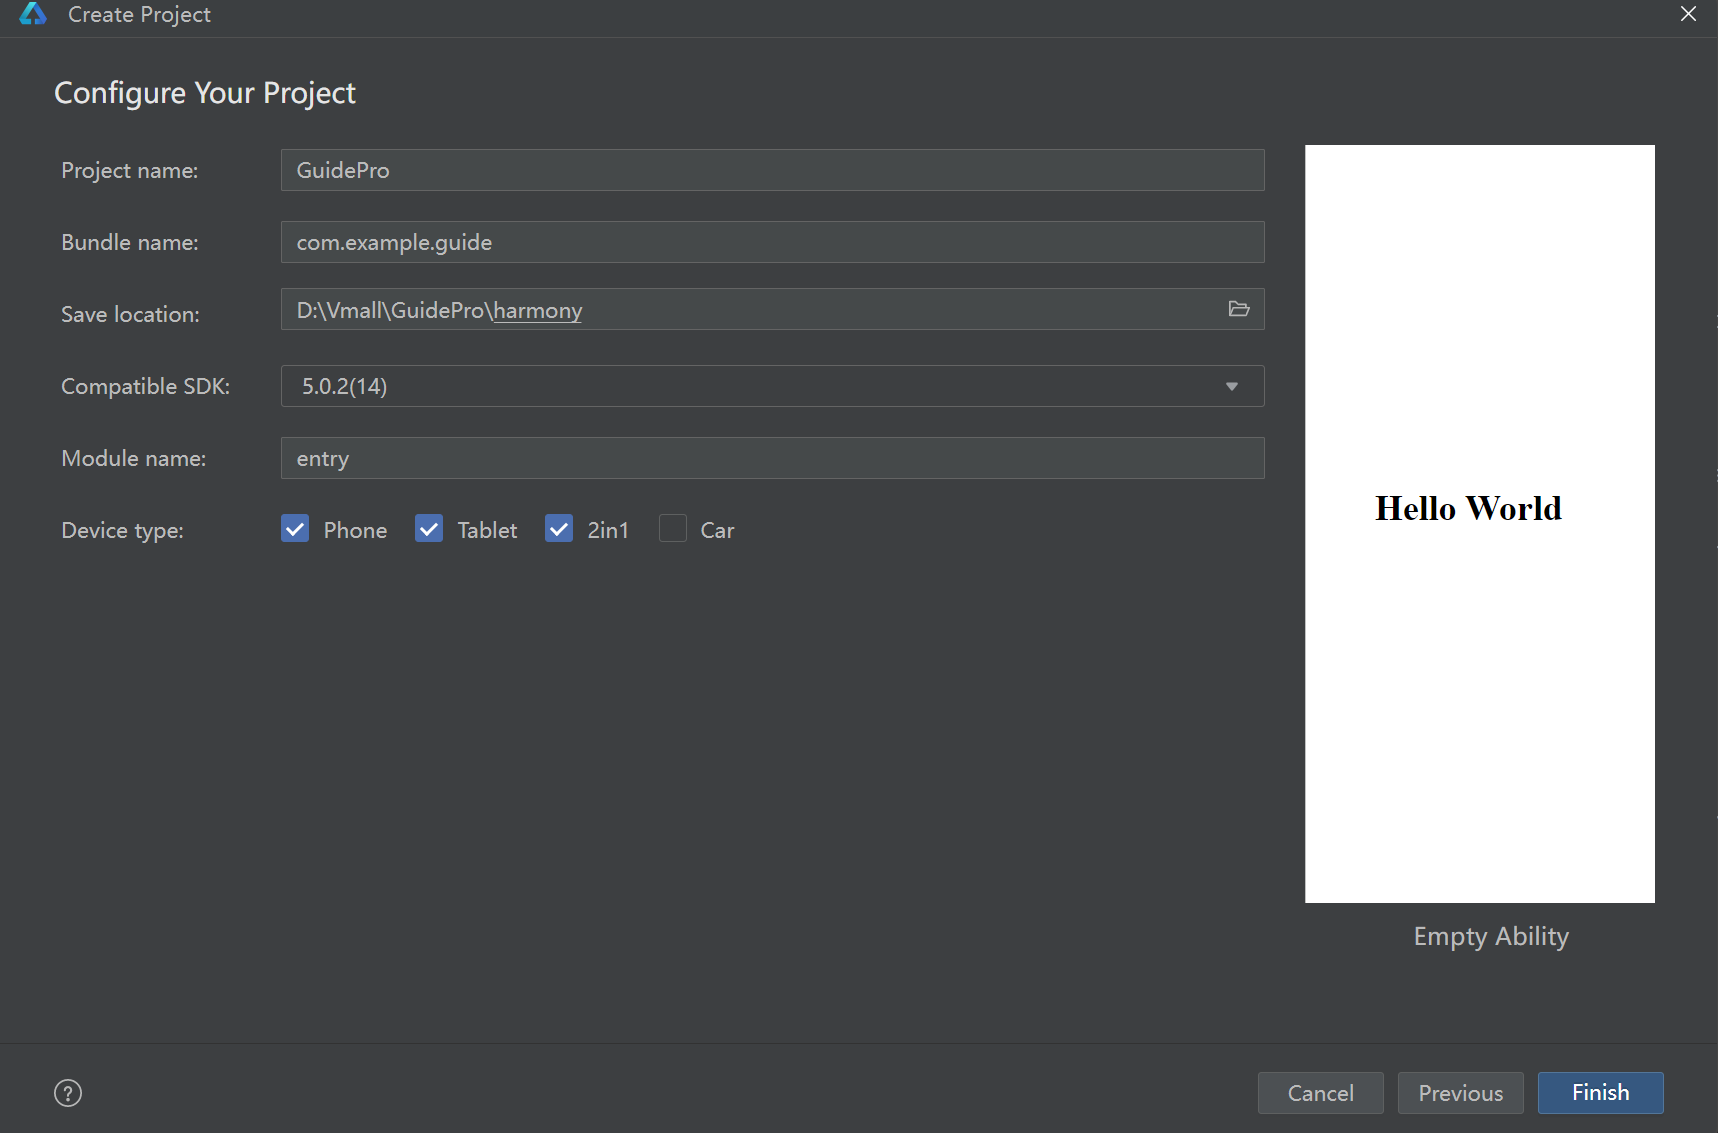 Create Project
Configure Your Project
Project name: GuidePro
Bundle name: com.example.guide
Save location: D:\Vmall\GuidePro\harmony
Compatible SDK: 5.0.2(14)
Module name: entry
Device type: Phone Tablet 2in1 Car
Hello World
Empty Ability
? Cancel Previous Finish